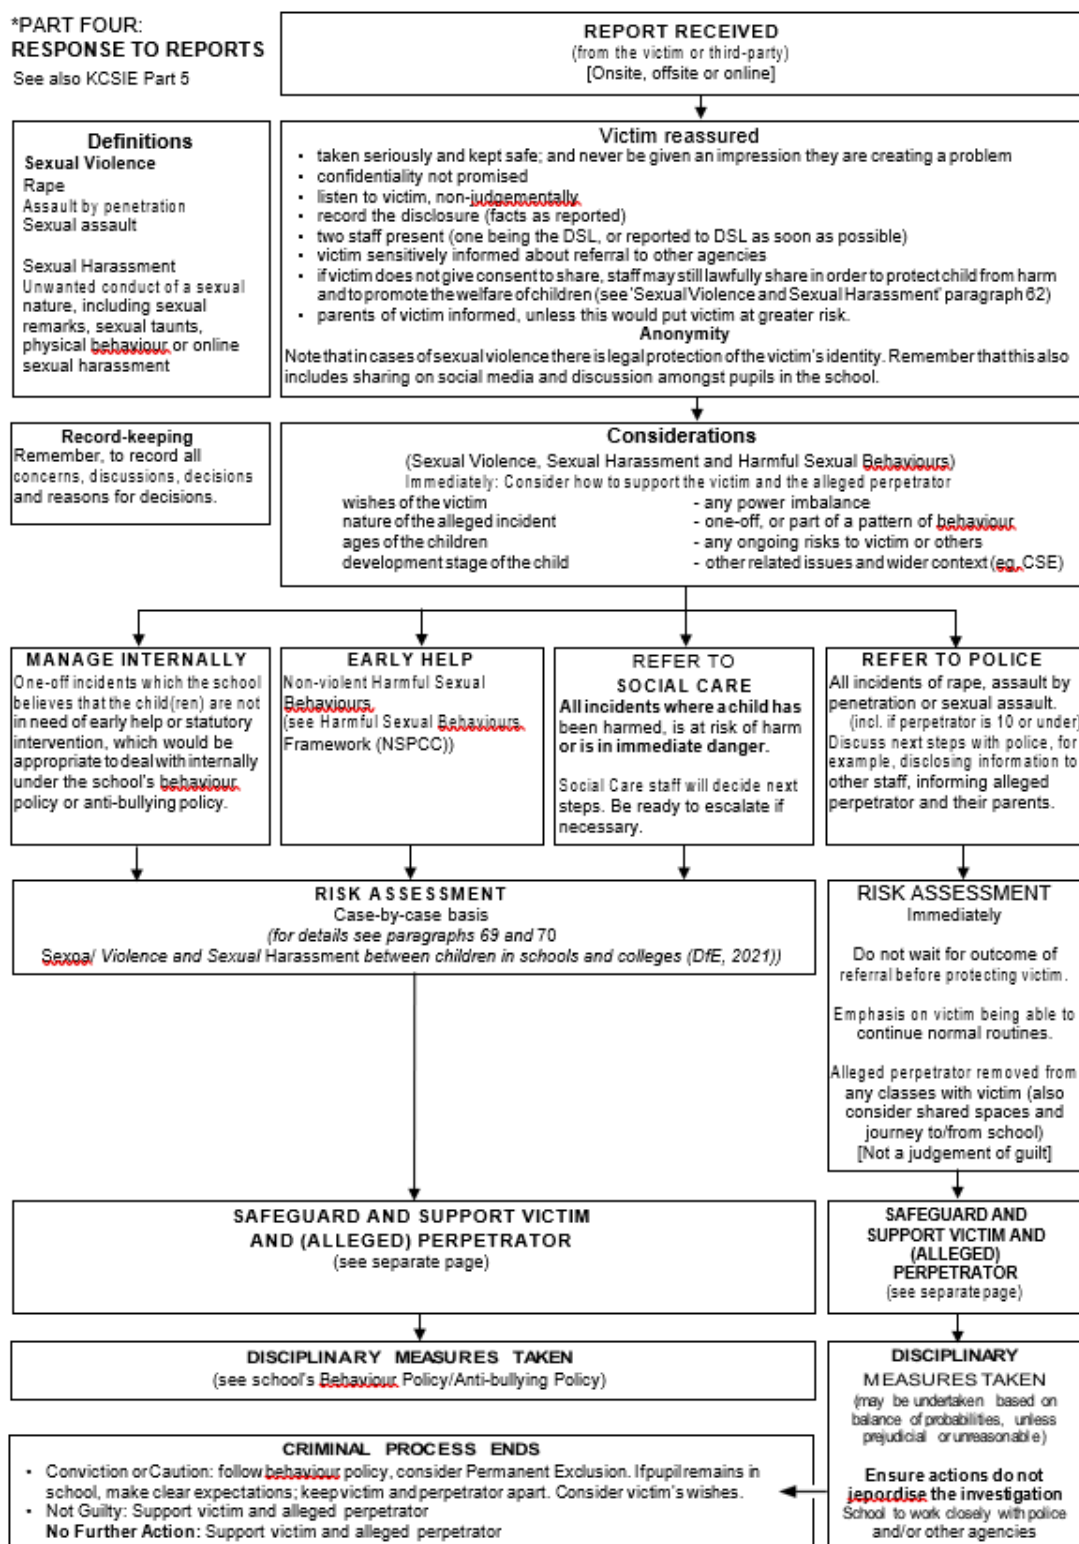 *PART FOUR:
RESPONSE TO REPORTS
See also KCSIE Part 5
REPORT RECEIVED
(from the victim or third-party)
[Onsite, offsite or online]
Definitions
Sexual Violence
Rape
Assault by penetration
Sexual assault
Sexual Harassment
Unwanted conduct of a sexual
nature, including sexual
remarks, sexual taunts,
physical behaviour or online
sexual harassment
Victim reassured
• taken seriously and kept safe; and never be given an impression they are creating a problem
• confidentiality not promised
• listen to victim, non-judgementally
• record the disclosure (facts as reported)
• two staff present (one being the DSL, or reported to DSL as soon as possible)
• victim sensitively informed about referral to other agencies
• if victim does not give consent to share, staff may still lawfully share in order to protect child from harm
and to promote the welfare of children (see 'Sexual Violence and Sexual Harassment' paragraph 62)
• parents of victim informed, unless this would put victim at greater risk.
Anonymity
Note that in cases of sexual violence there is legal protection of the victim's identity. Remember that this also
includes sharing on social media and discussion amongst pupils in the school.
Record-keeping
Remember, to record all
concerns, discussions, decisions
and reasons for decisions.
Considerations
(Sexual Violence, Sexual Harassment and Harmful Sexual Behaviours)
Immediately: Consider how to support the victim and the alleged perpetrator
wishes of the victim - any power imbalance
nature of the alleged incident - one-off, or part of a pattern of behaviour
ages of the children - any ongoing risks to victim or others
development stage of the child - other related issues and wider context (eg. CSE)
MANAGE INTERNALLY
One-off incidents which the school
believes that the child(ren) are not
in need of early help or statutory
intervention, which would be
appropriate to deal with internally
under the school's behaviour
policy or anti-bullying policy.
EARLY HELP
Non-violent Harmful Sexual
Behaviours
(see Harmful Sexual Behaviours
Framework (NSPCC))
REFER TO
SOCIAL CARE
All incidents where a child has
been harmed, is at risk of harm
or is in immediate danger.
Social Care staff will decide next
steps. Be ready to escalate if
necessary.
REFER TO POLICE
All incidents of rape, assault by
penetration or sexual assault.
(incl. if perpetrator is 10 or under)
Discuss next steps with police, for
example, disclosing information to
other staff, informing alleged
perpetrator and their parents.
RISK ASSESSMENT
Case-by-case basis
(for details see paragraphs 69 and 70
Sexpa/ Violence and Sexual Harassment between children in schools and colleges (DfE, 2021))
RISK ASSESSMENT
Immediately
Do not wait for outcome of
referral before protecting victim.
Emphasis on victim being able to
continue normal routines.
Alleged perpetrator removed from
any classes with victim (also
consider shared spaces and
journey to/from school)
[Not a judgement of guilt]
SAFEGUARD AND SUPPORT VICTIM
AND (ALLEGED) PERPETRATOR
(see separate page)
SAFEGUARD AND
SUPPORT VICTIM AND
(ALLEGED)
PERPETRATOR
(see separate page)
DISCIPLINARY MEASURES TAKEN
(see school's Behaviour Policy/Anti-bullying Policy)
DISCIPLINARY
MEASURES TAKEN
(may be undertaken based on
balance of probabilities, unless
prejudicial or unreasonable)
Ensure actions do not
jepordise the investigation
School to work closely with police
and/or other agencies
CRIMINAL PROCESS ENDS
• Conviction or Caution: follow behaviour policy, consider Permanent Exclusion. If pupil remains in
school, make clear expectations; keep victim and perpetrator apart. Consider victim's wishes.
• Not Guilty: Support victim and alleged perpetrator
No Further Action: Support victim and alleged perpetrator